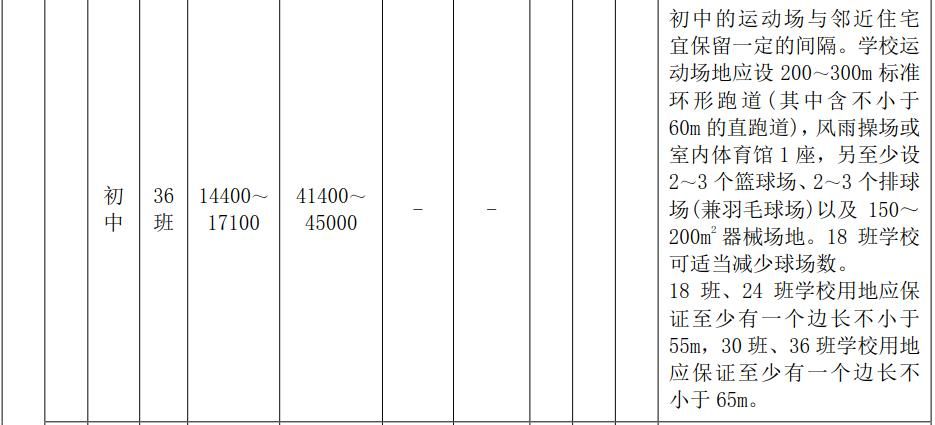 初
中
36
班
14400～
17100
41400～
45000
–
–
初中的运动场与邻近住宅
宜保留一定的间隔。学校运
动场地应设 200～300m 标准
环形跑道(其中含不小于
60m 的直跑道)，风雨操场或
室内体育馆 1 座，另至少设
2～3 个篮球场、2～3 个排球
场(兼羽毛球场)以及 150～
200m² 器械场地。18 班学校
可适当减少球场数。
18 班、24 班学校用地应保
证至少有一个边长不小于
55m，30 班、36 班学校用地
应保证至少有一个边长不
小于 65m。